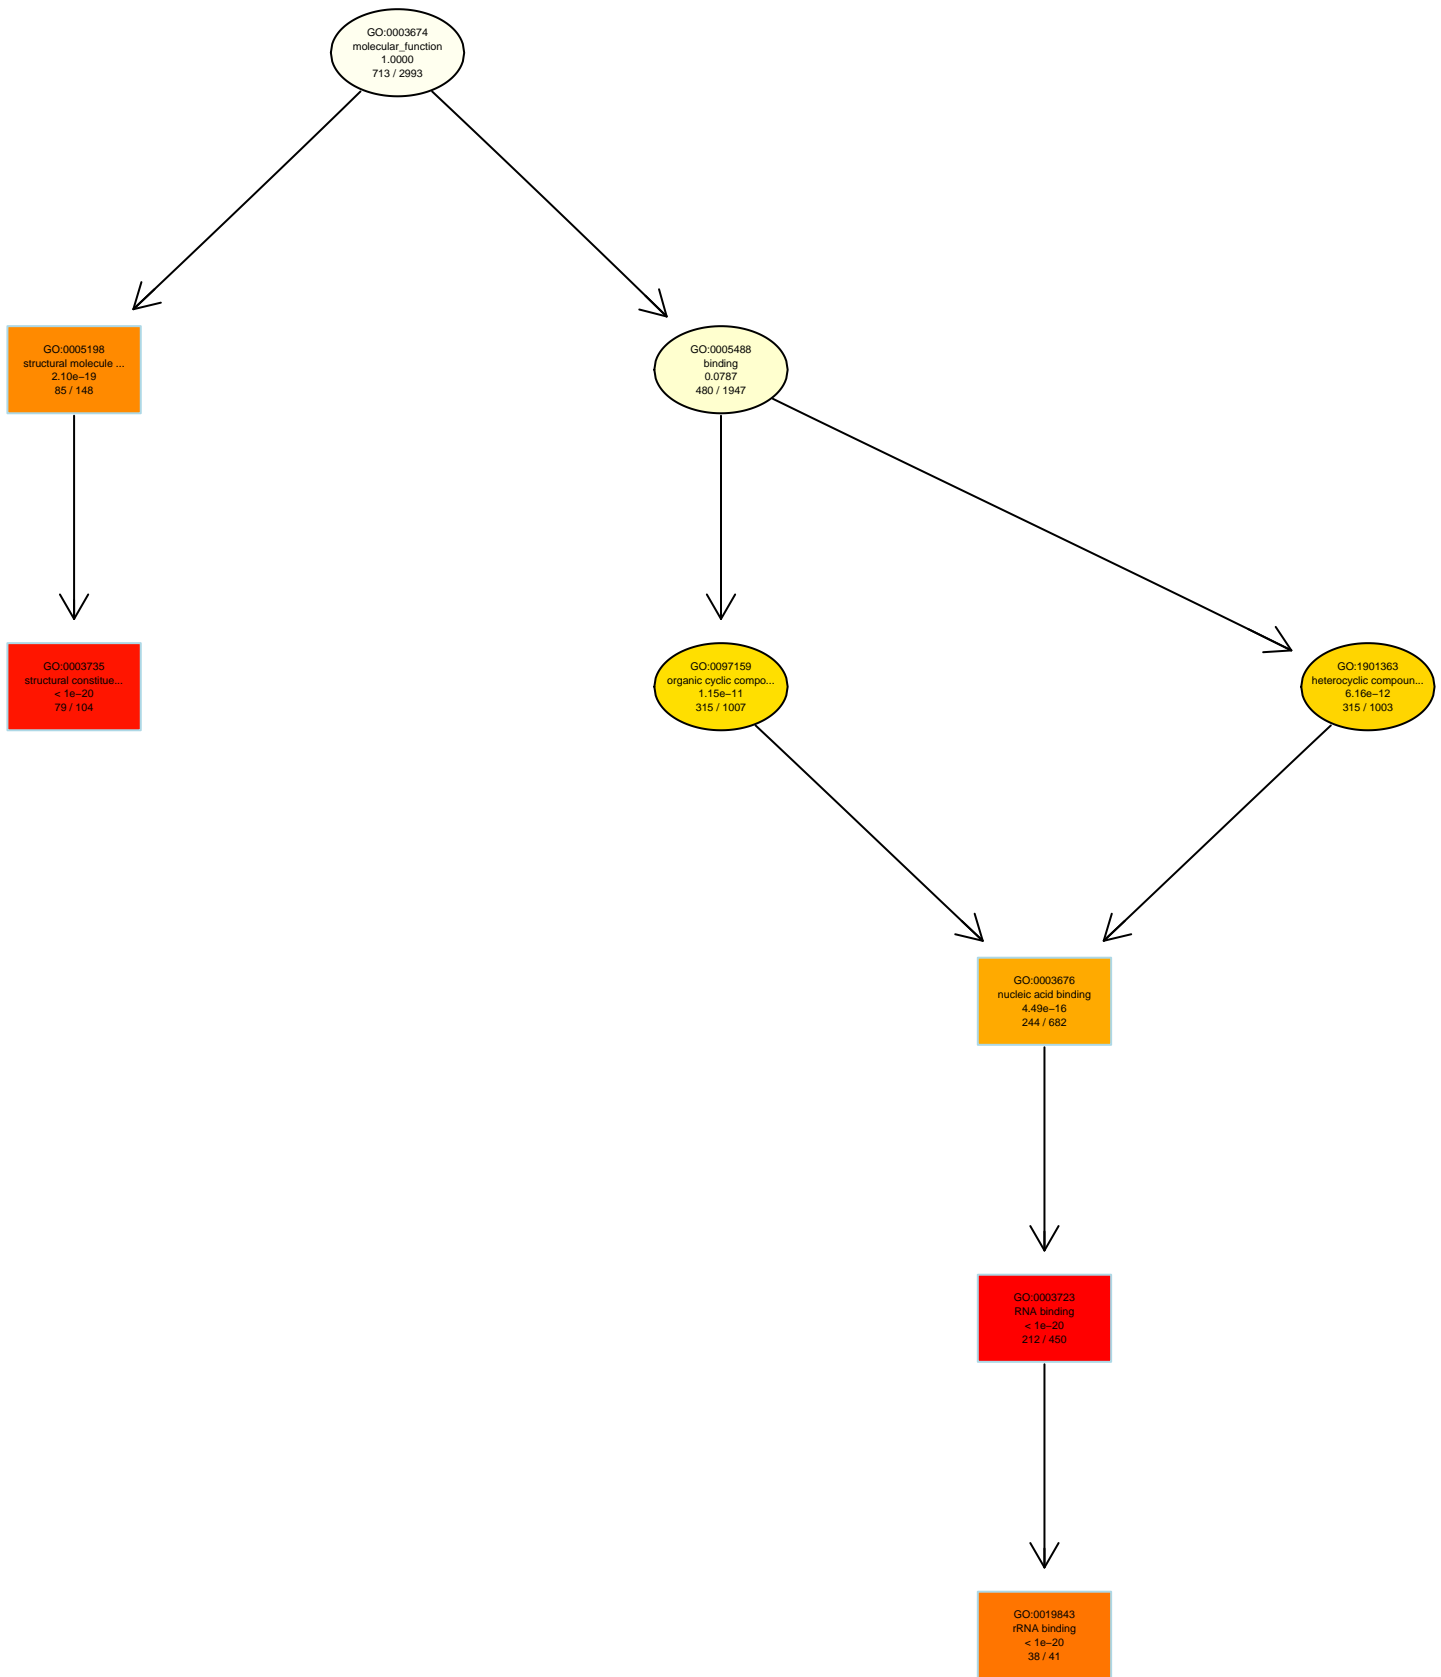 GO:0003674
molecular_function
1.0000
713 / 2993
GO:0005198
structural molecule ...
2.10e−19
85 / 148
GO:0005488
binding
0.0787
480 / 1947
GO:0003735
structural constitue...
< 1e−20
79 / 104
GO:0097159
organic cyclic compo...
1.15e−11
315 / 1007
GO:1901363
heterocyclic compoun...
6.16e−12
315 / 1003
GO:0003676
nucleic acid binding
4.49e−16
244 / 682
GO:0003723
RNA binding
< 1e−20
212 / 450
GO:0019843
rRNA binding
< 1e−20
38 / 41